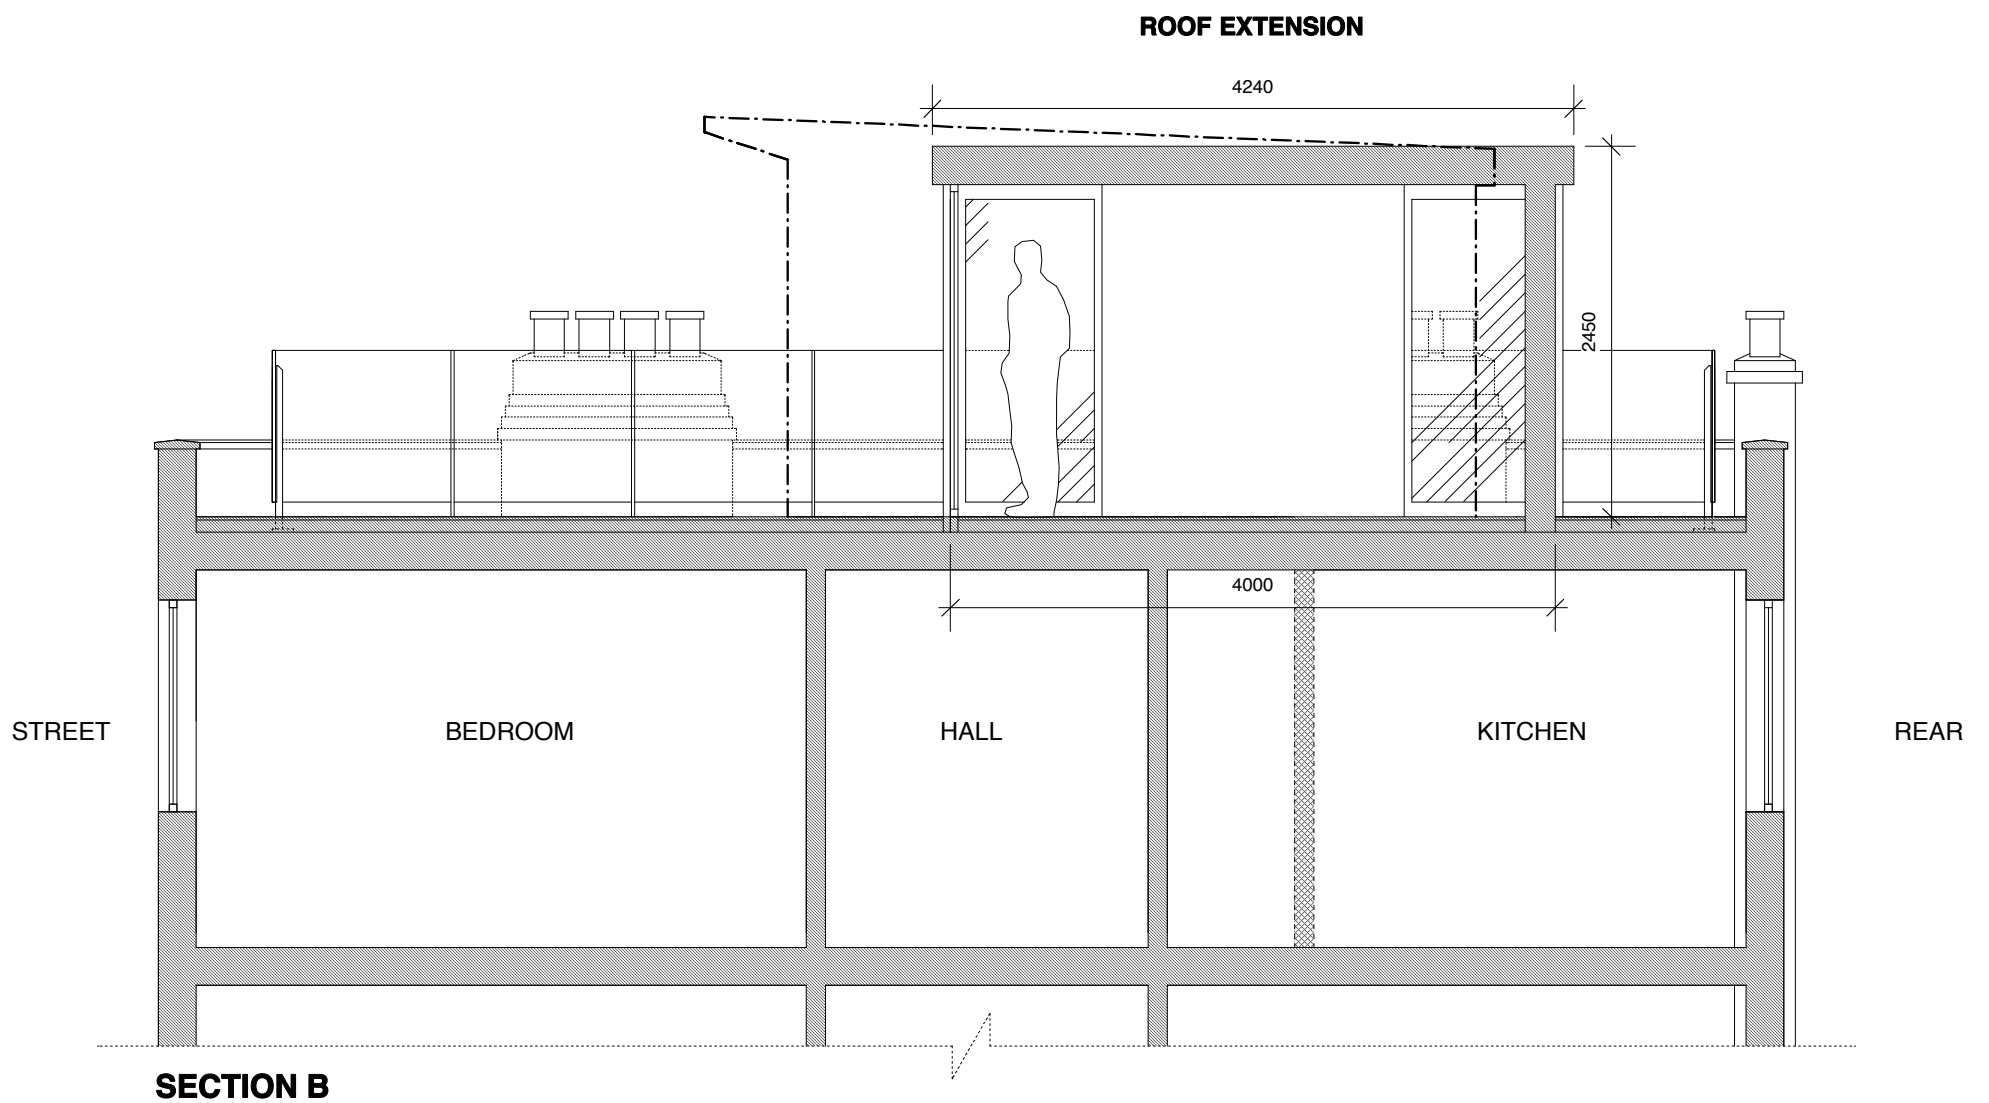 ROOF EXTENSION
4240
2450
4000
STREET
BEDROOM
HALL
KITCHEN
REAR
SECTION B